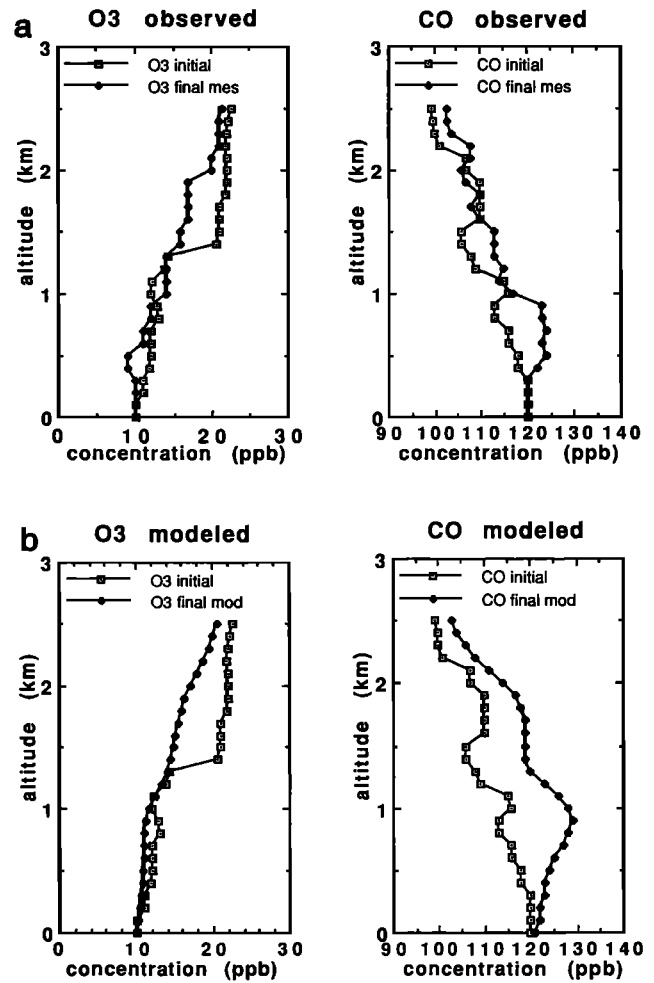 a
O3 observed
CO observed
3
O3 initial
O3 final mes
2
1
0
altitude (km)
0 10 20 30
concentration (ppb)
3
CO initial
CO final mes
2
1
0
altitude (km)
90 100 110 120 130 140
concentration (ppb)
b
O3 modeled
CO modeled
3
O3 initial
O3 final mod
2
1
0
altitude (km)
0 10 20 30
concentration (ppb)
3
CO initial
CO final mod
2
1
0
altitude (km)
90 100 110 120 130 140
concentration (ppb)